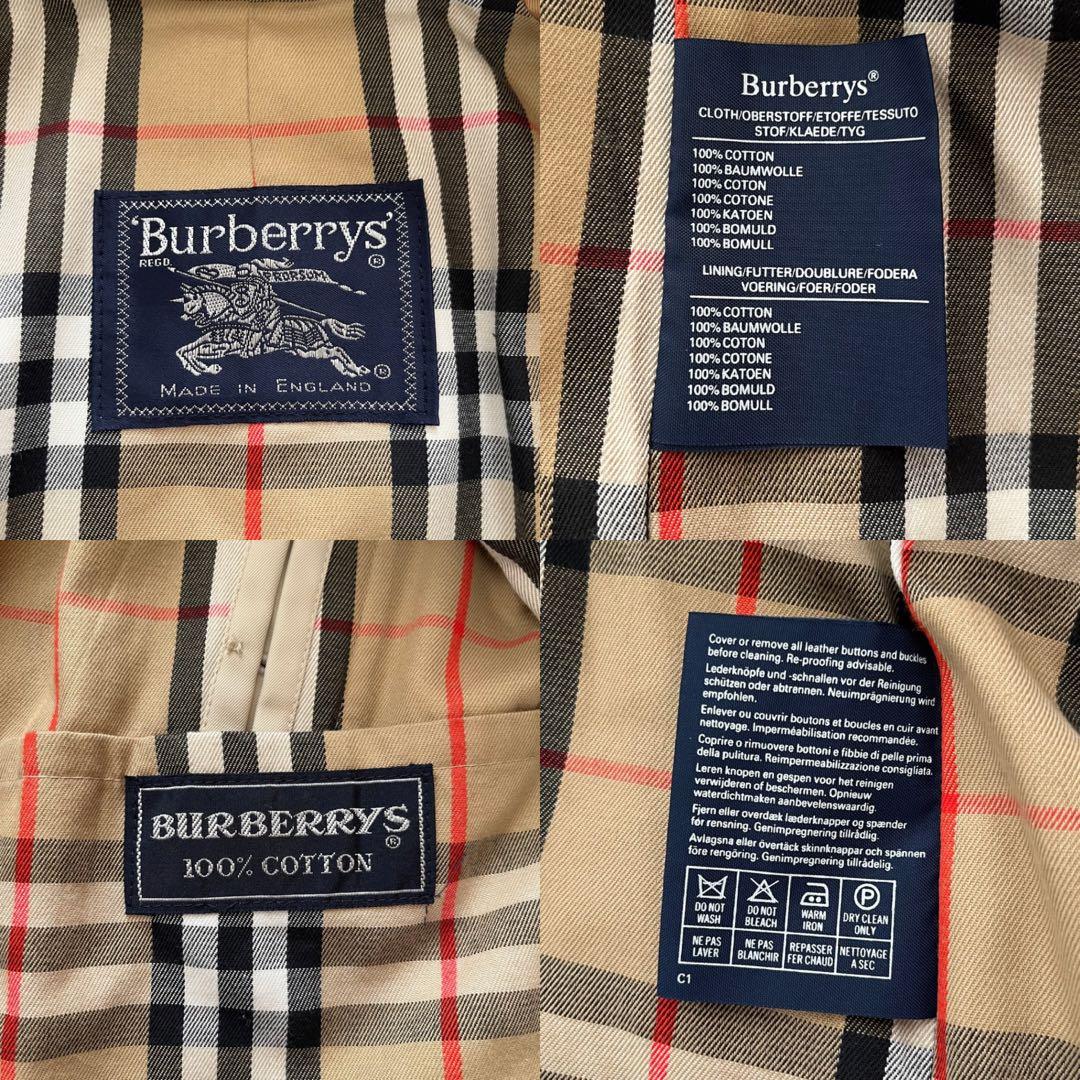 'Burberrys'
REGD.
®
PRORSUM
®
MADE IN ENGLAND
Burberrys®
CLOTH/OBERSTOFF/ETOFFE/TESSUTO
STOF/KLAEDE/TYG
100% COTTON
100% BAUMWOLLE
100% COTON
100% COTONE
100% KATOEN
100% BOMULD
100% BOMULL
LINING/FUTTER/DOUBLURE/FODERA
VOERING/FOER/FODER
100% COTTON
100% BAUMWOLLE
100% COTON
100% COTONE
100% KATOEN
100% BOMULD
100% BOMULL
BURBERRYS
®
100% COTTON
Cover or remove all leather buttons and buckles
before cleaning. Re-proofing advisable.
Lederknöpfe und -schnallen vor der Reinigung
schützen oder abtrennen. Neuimprägnierung wird
empfohlen.
Enlever ou couvrir boutons et boucles en cuir avant
nettoyage. Imperméabilisation recommandée.
Coprire o rimuovere bottoni e fibbie di pelle prima
della pulitura. Reimpermeabilizzazione consigliata.
Leren knopen en gespen voor het reinigen
verwijderen of beschermen. Opnieuw
waterdichtmaken aanbevelenswaardig.
Fjern eller overdæk læderknapper og spænder
før rensning. Genimpregnering tillrådlig.
Avlagsna eller övertäck skinnknappar och spännen
före rengöring. Genimpregnering tillrådelig.
P
DO NOT
WASH
DO NOT
BLEACH
WARM
IRON
DRY CLEAN
ONLY
NE PAS
LAVER
NE PAS
BLANCHIR
REPASSER
FER CHAUD
NETTOYAGE
A SEC
C1